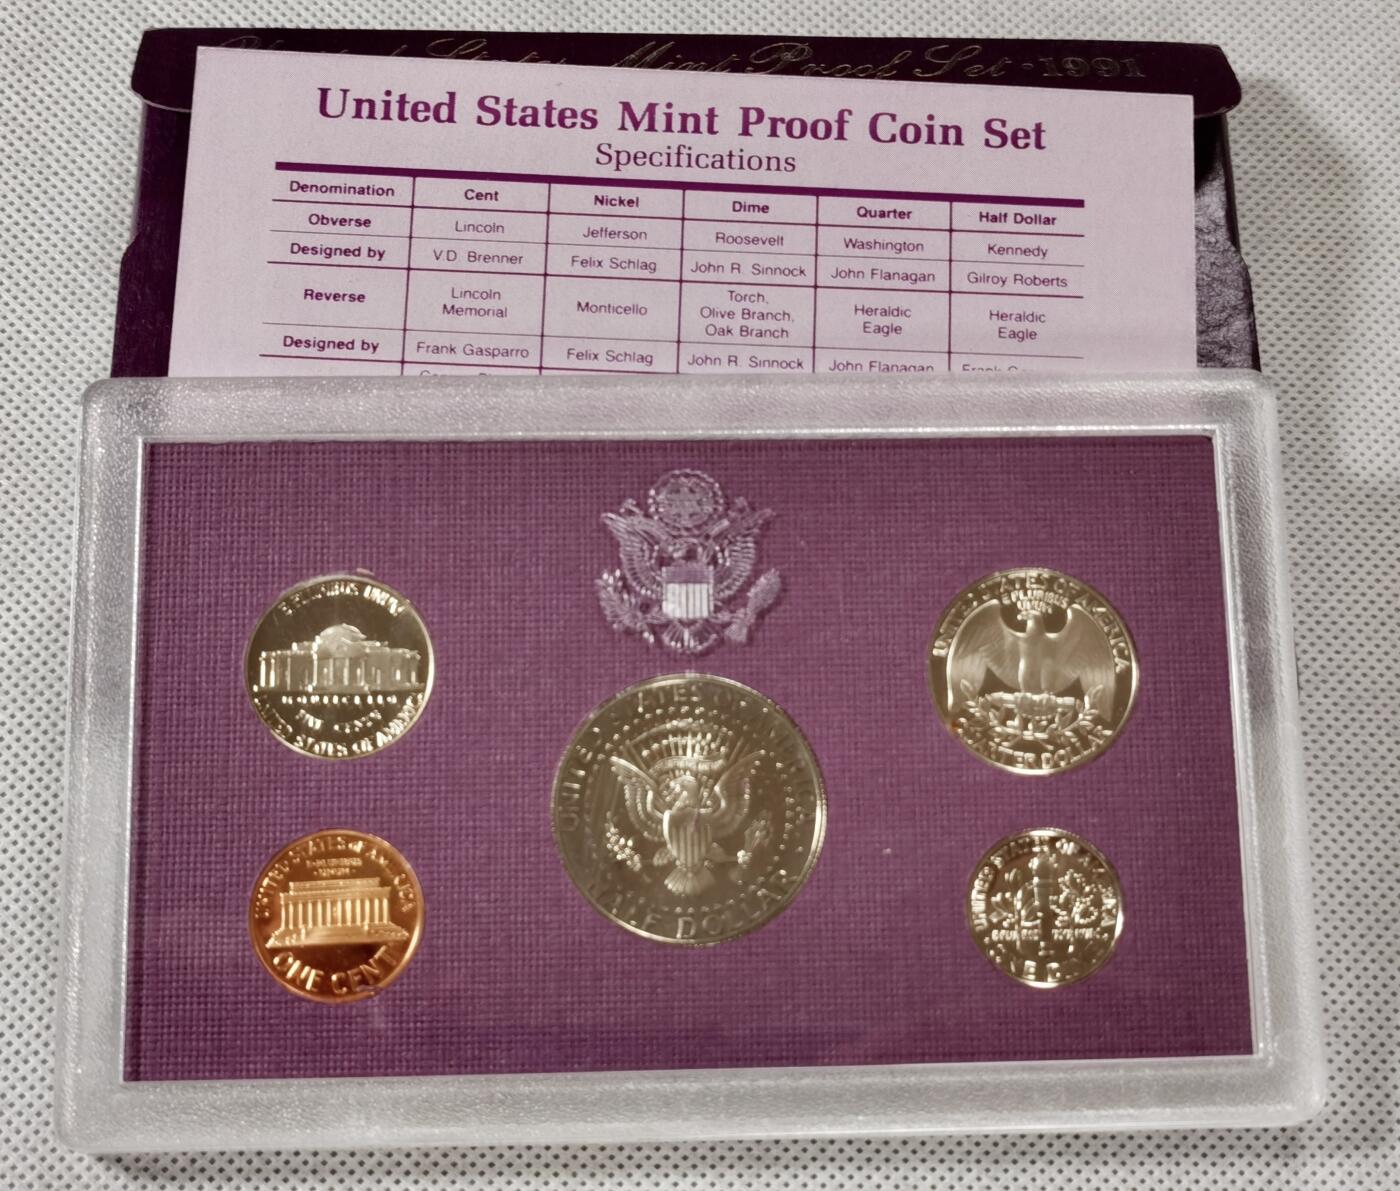 United States Mint Proof Set · 1991
United States Mint Proof Coin Set
Specifications
Denomination Cent Nickel Dime Quarter Half Dollar
Obverse Lincoln Jefferson Roosevelt Washington Kennedy
Designed by V.D. Brenner Felix Schlag John R. Sinnock John Flanagan Gilroy Roberts
Reverse Lincoln Memorial Monticello Torch, Olive Branch, Oak Branch Heraldic Eagle Heraldic Eagle
Designed by Frank Gasparro Felix Schlag John R. Sinnock John Flanagan Frank
E PLURIBUS UNUM
UNITED STATES OF AMERICA
UNITED STATES OF AMERICA
E PLURIBUS
UNUM
QUARTER DOLLAR
UNITED STATES OF AMERICA
HALF DOLLAR
UNITED STATES OF AMERICA
E PLURIBUS
UNUM
ONE CENT
UNITED STATES OF AMERICA
ONE